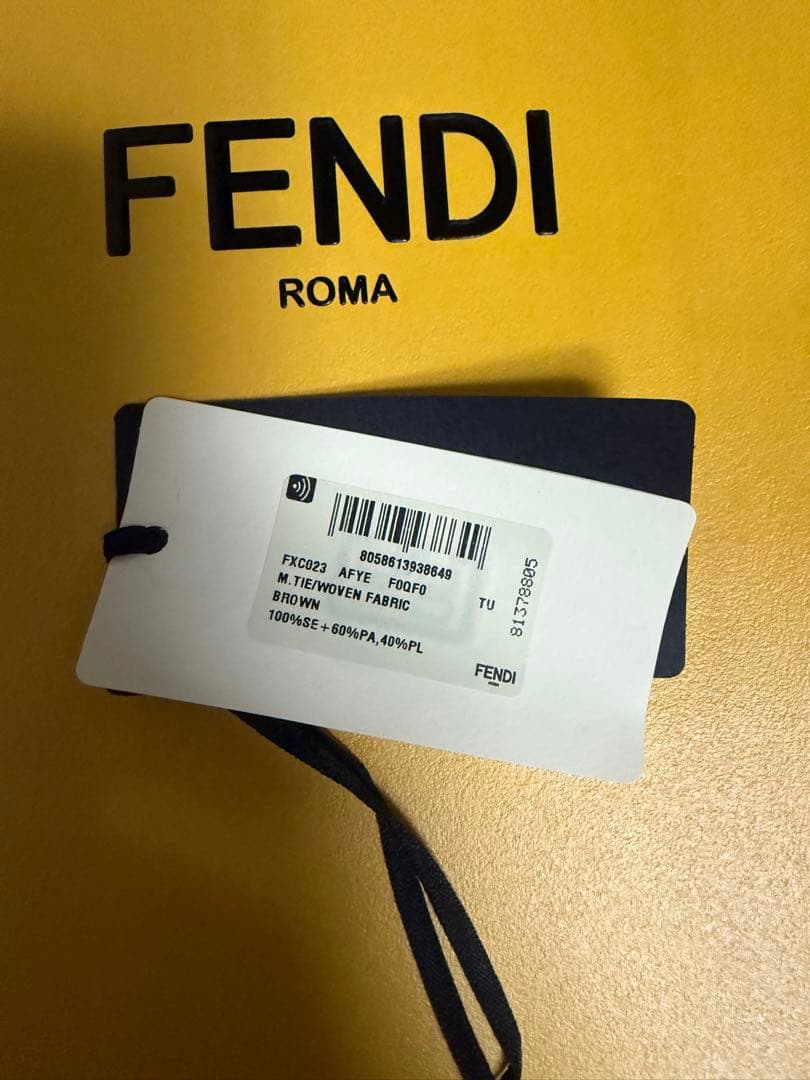 FENDI
ROMA
8058613938649
FXC023 AFYE F0QF0
M.TIE/WOVEN FABRIC TU
BROWN
100%SE+60%PA,40%PL
81378805
FENDI
ROMA